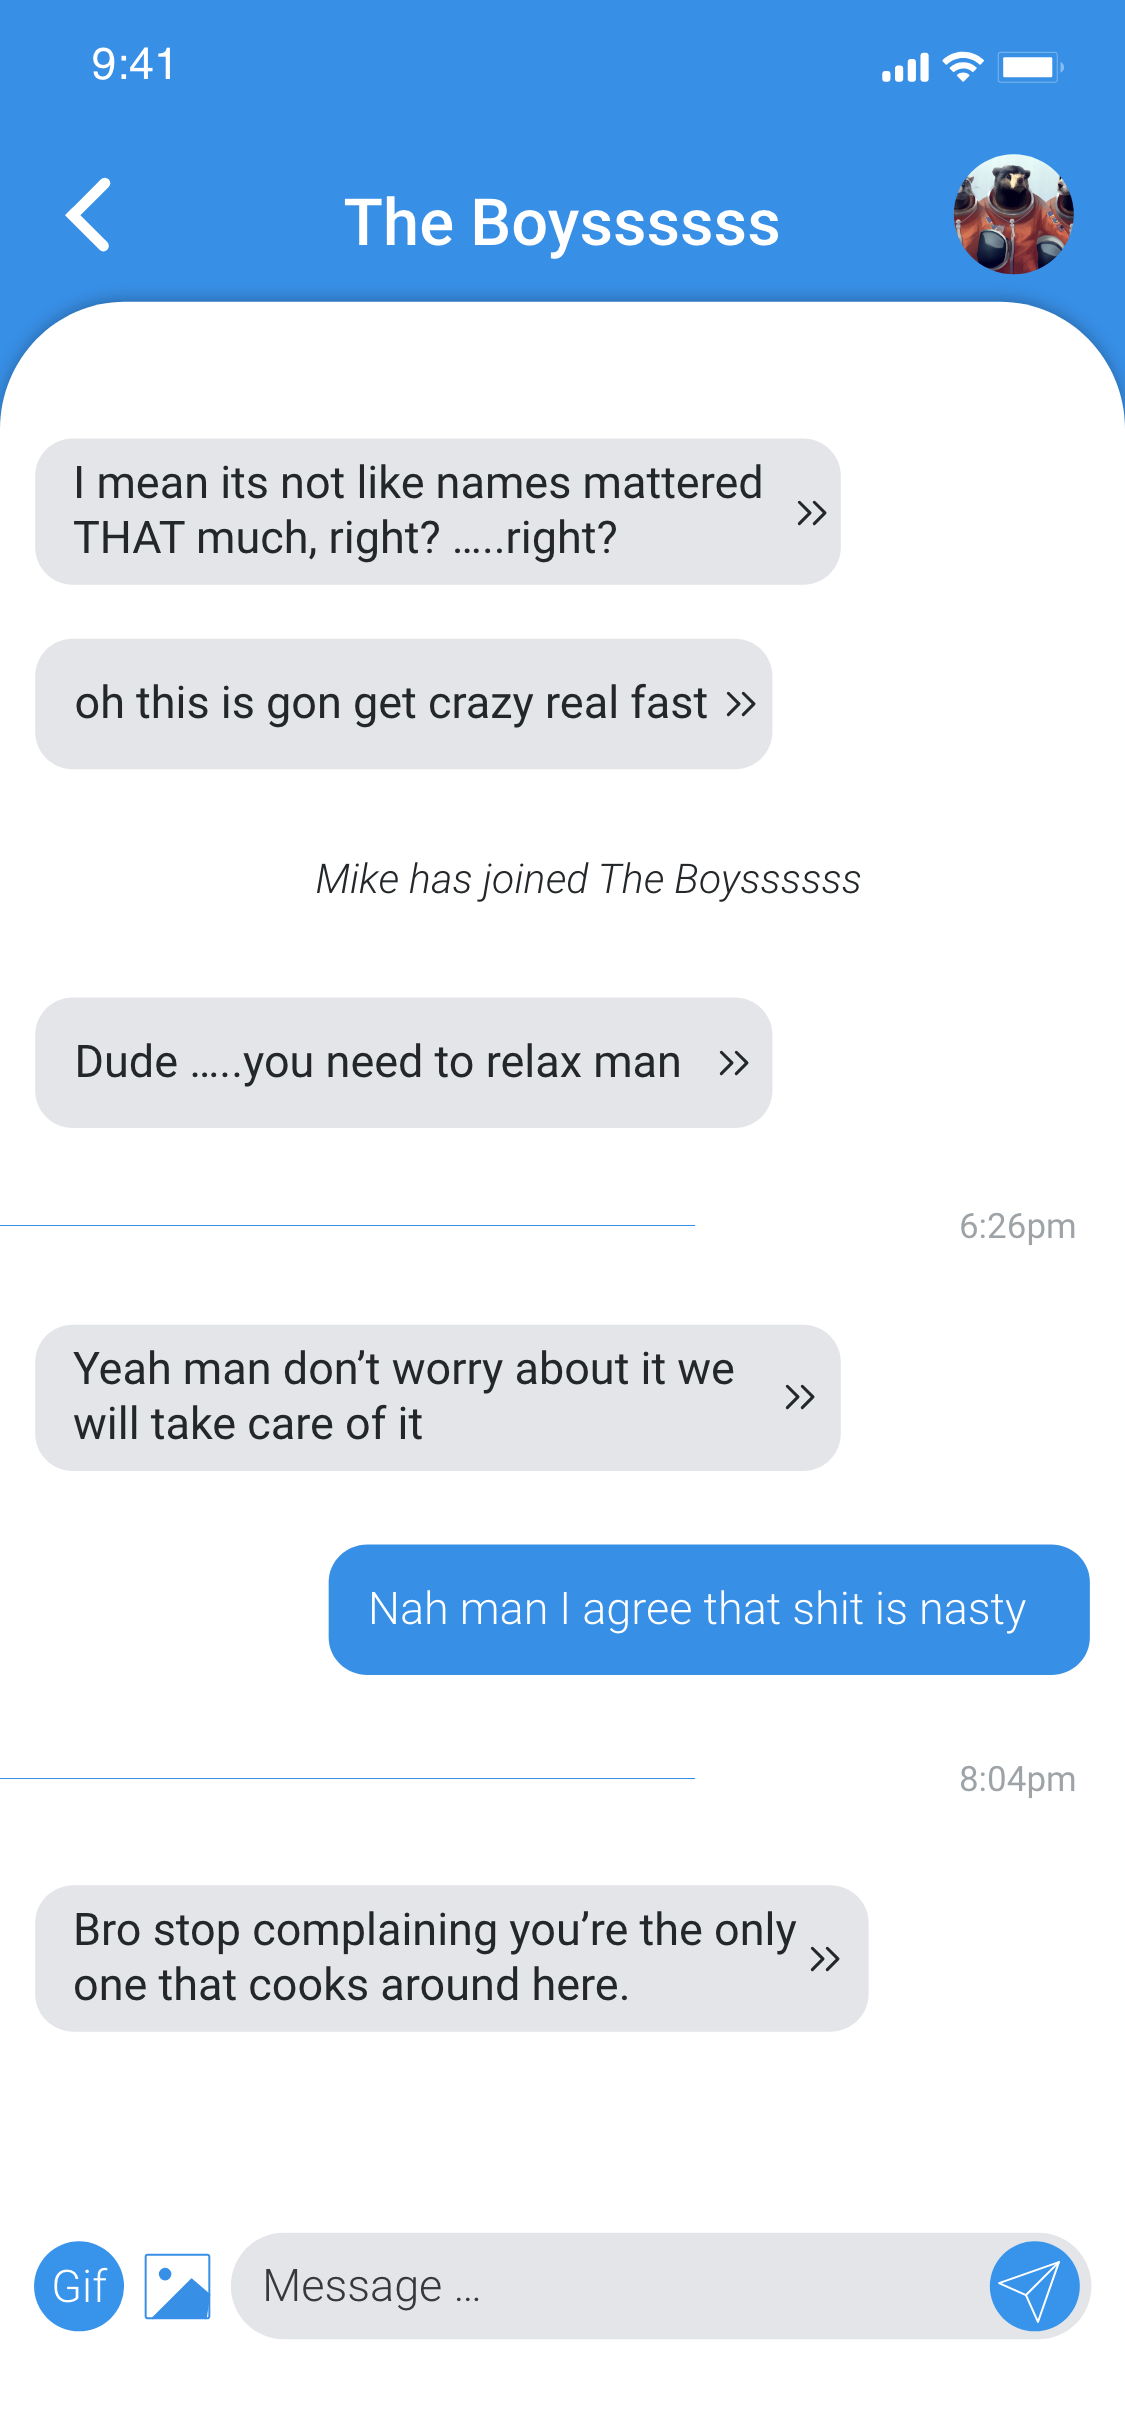 9:41
The Boyssssss
I mean its not like names mattered
THAT much, right? .....right?
oh this is gon get crazy real fast
Mike has joined The Boyssssss
Dude .....you need to relax man
6:26pm
Yeah man don’t worry about it we
will take care of it
Nah man I agree that shit is nasty
8:04pm
Bro stop complaining you’re the only
one that cooks around here.
Gif
Message ...